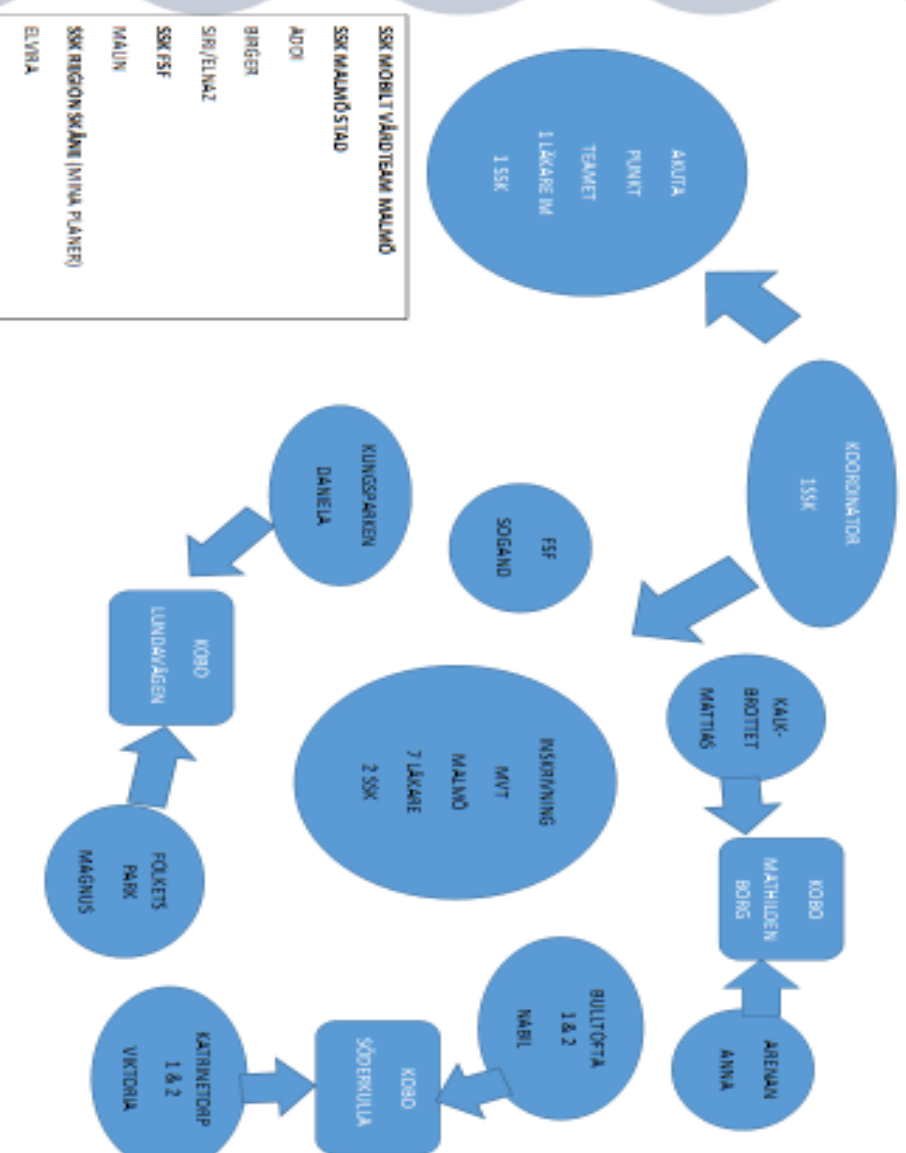 KOORDINATOR
1SSK
AKUTA
PUNKT
TEAMET
1 LÄKARE IM
1 SSK
SSK MOBILT VÅRDTEAM MALMÖ
SSK MALMÖ STAD
ADDI
BIRGER
SIRI/ELNAZ
SSK FSF
MALIN
SSK REGION SKÅNE (MINA PLANER)
ELVIRA
KALK-
BROTTET
MATTIAS
KOBO
MATHILDEN
BORG
ARENAN
ANNA
FSF
SOGAND
INSKRIVNING
MVT
MALMÖ
7 LÄKARE
2 SSK
BULLTOFTA
1 & 2
NABIL
KUNGSPARKEN
DANIELA
KOBO
LUNDAVÄGEN
FOLKETS
PARK
MAGNUS
KOBO
SÖDERKULLA
KATRINETORP
1 & 2
VIKTORIA